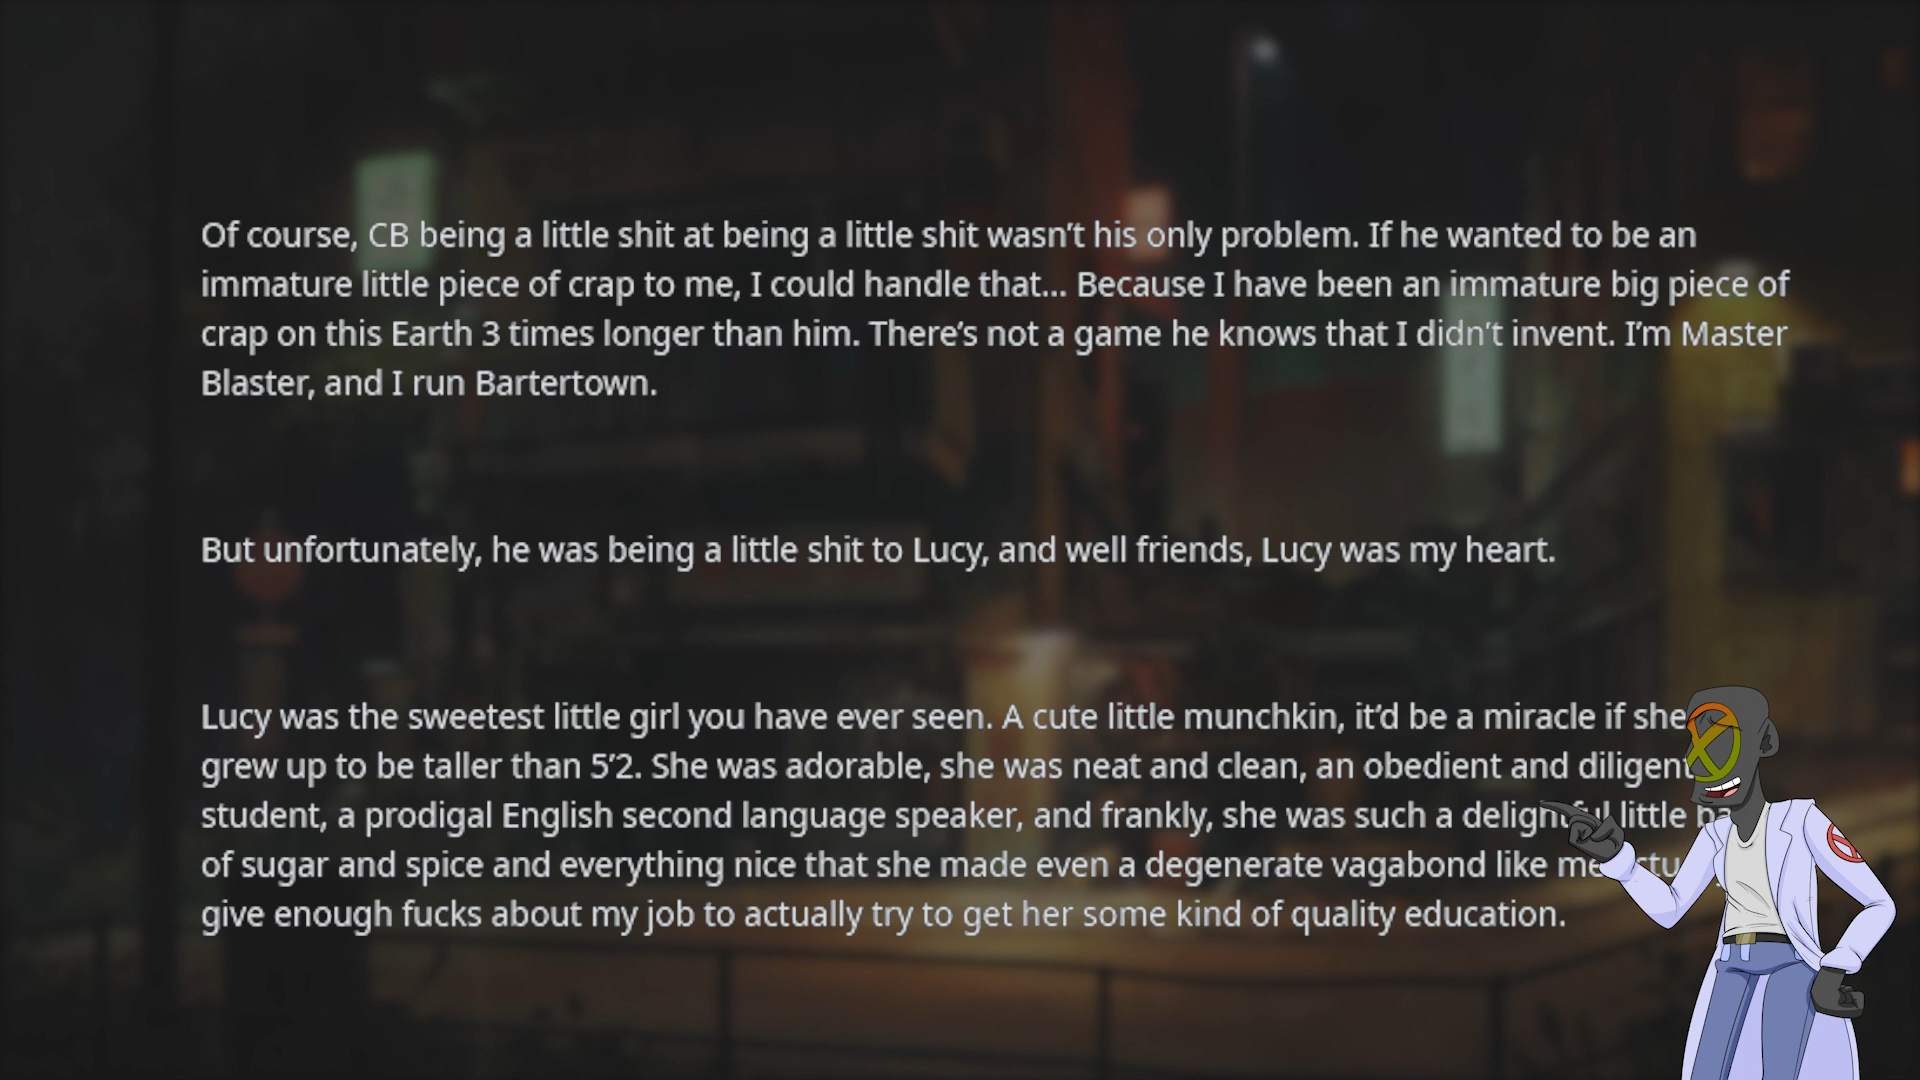 Of course, CB being a little shit at being a little shit wasn’t his only problem. If he wanted to be an
immature little piece of crap to me, I could handle that... Because I have been an immature big piece of
crap on this Earth 3 times longer than him. There’s not a game he knows that I didn’t invent. I’m Master
Blaster, and I run Bartertown.
But unfortunately, he was being a little shit to Lucy, and well friends, Lucy was my heart.
Lucy was the sweetest little girl you have ever seen. A cute little munchkin, it’d be a miracle if she
grew up to be taller than 5’2. She was adorable, she was neat and clean, an obedient and diligent
student, a prodigal English second language speaker, and frankly, she was such a delightful little
of sugar and spice and everything nice that she made even a degenerate vagabond like me
give enough fucks about my job to actually try to get her some kind of quality education.